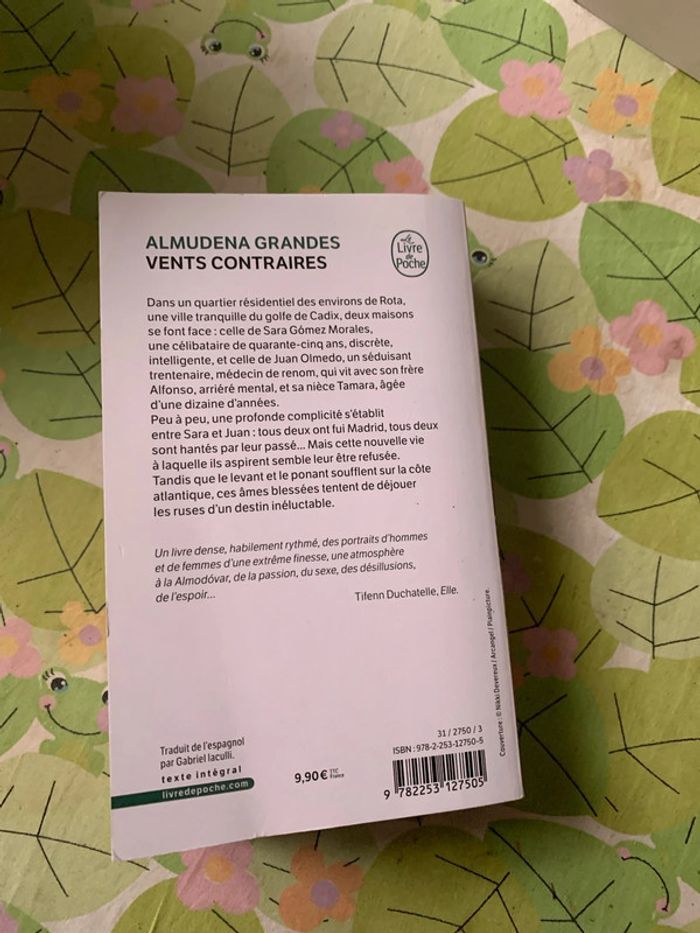 ALMUDENA GRANDES
VENTS CONTRAIRES
Le
Livre
de
Poche
Dans un quartier résidentiel des environs de Rota,
une ville tranquille du golfe de Cadix, deux maisons
se font face : celle de Sara Gómez Morales,
une célibataire de quarante-cinq ans, discrète,
intelligente, et celle de Juan Olmedo, un séduisant
trentenaire, médecin de renom, qui vit avec son frère
Alfonso, arriéré mental, et sa nièce Tamara, âgée
d'une dizaine d'années.
Peu à peu, une profonde complicité s'établit
entre Sara et Juan : tous deux ont fui Madrid, tous deux
sont hantés par leur passé... Mais cette nouvelle vie
à laquelle ils aspirent semble leur être refusée.
Tandis que le levant et le ponant soufflent sur la côte
atlantique, ces âmes blessées tentent de déjouer
les ruses d'un destin inéluctable.
Un livre dense, habilement rythmé, des portraits d'hommes
et de femmes d'une extrême finesse, une atmosphère
à la Almodóvar, de la passion, du sexe, des désillusions,
de l'espoir...
Tifenn Duchatelle, Elle.
Couverture : © Nikki Devereux / Arcangel / Plainpicture.
Traduit de l'espagnol
par Gabriel Iaculli.
texte intégral
livredepoche.com
9,90 € TTC
France
31 / 2750 / 3
ISBN : 978-2-253-12750-5
9 782253 127505